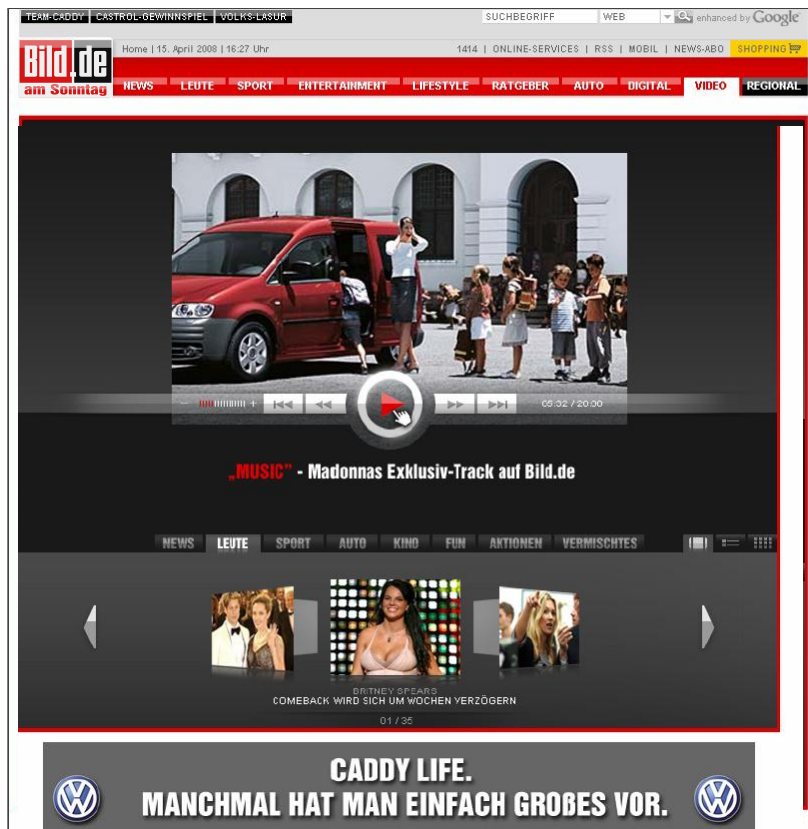 TEAM-CADDY CASTROL-GEWINNSPIEL VOLKS-LASUR SUCHBEGRIFF WEB enhanced by Google
Home | 15. April 2008 | 16:27 Uhr 1414 | ONLINE-SERVICES | RSS | MOBIL | NEWS-ABO SHOPPING
Bild.de
am Sonntag NEWS LEUTE SPORT ENTERTAINMENT LIFESTYLE RATGEBER AUTO DIGITAL VIDEO REGIONAL
05:32 / 20:00
„MUSIC" - Madonnas Exklusiv-Track auf Bild.de
NEWS LEUTE SPORT AUTO KINO FUN AKTIONEN VERMISCHTES
BRITNEY SPEARS
COMEBACK WIRD SICH UM WOCHEN VERZÖGERN
01 / 35
CADDY LIFE.
MANCHMAL HAT MAN EINFACH GROßES VOR.